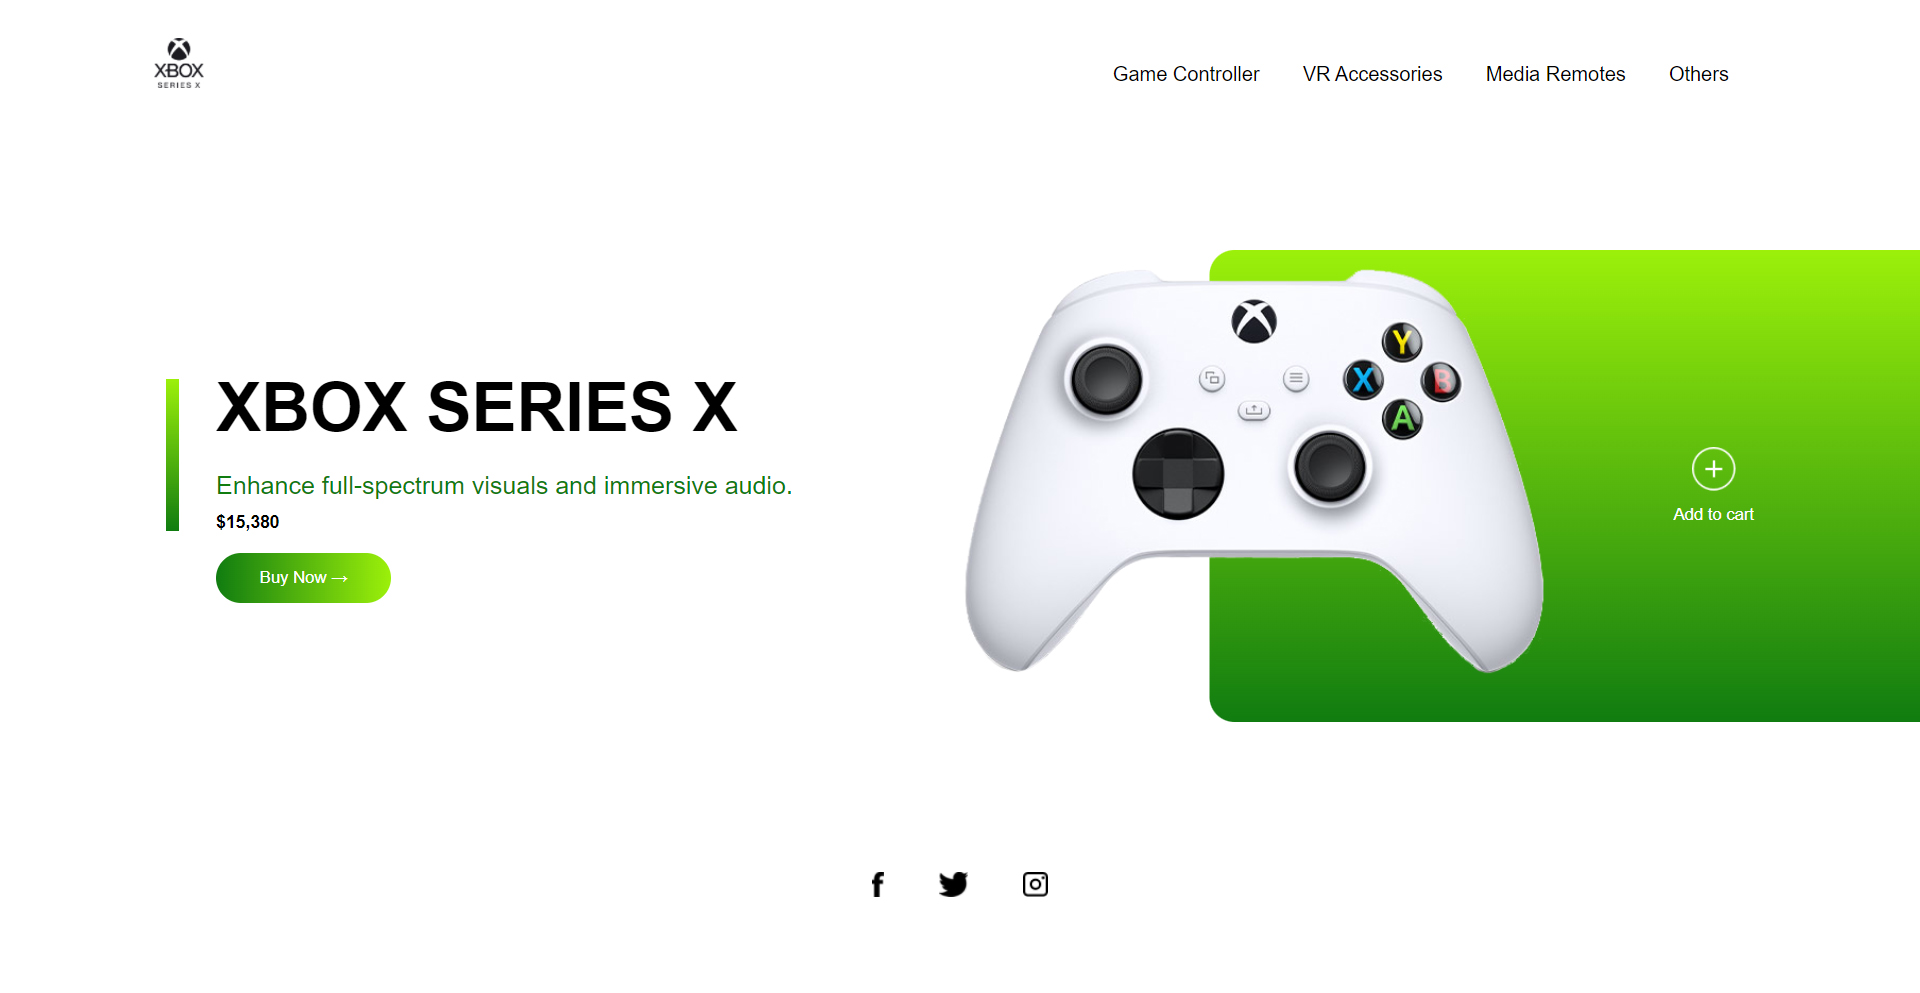 XBOX
SERIES X
Game Controller
VR Accessories
Media Remotes
Others
XBOX SERIES X
Enhance full-spectrum visuals and immersive audio.
$15,380
Buy Now →
Y
X
B
A
Add to cart